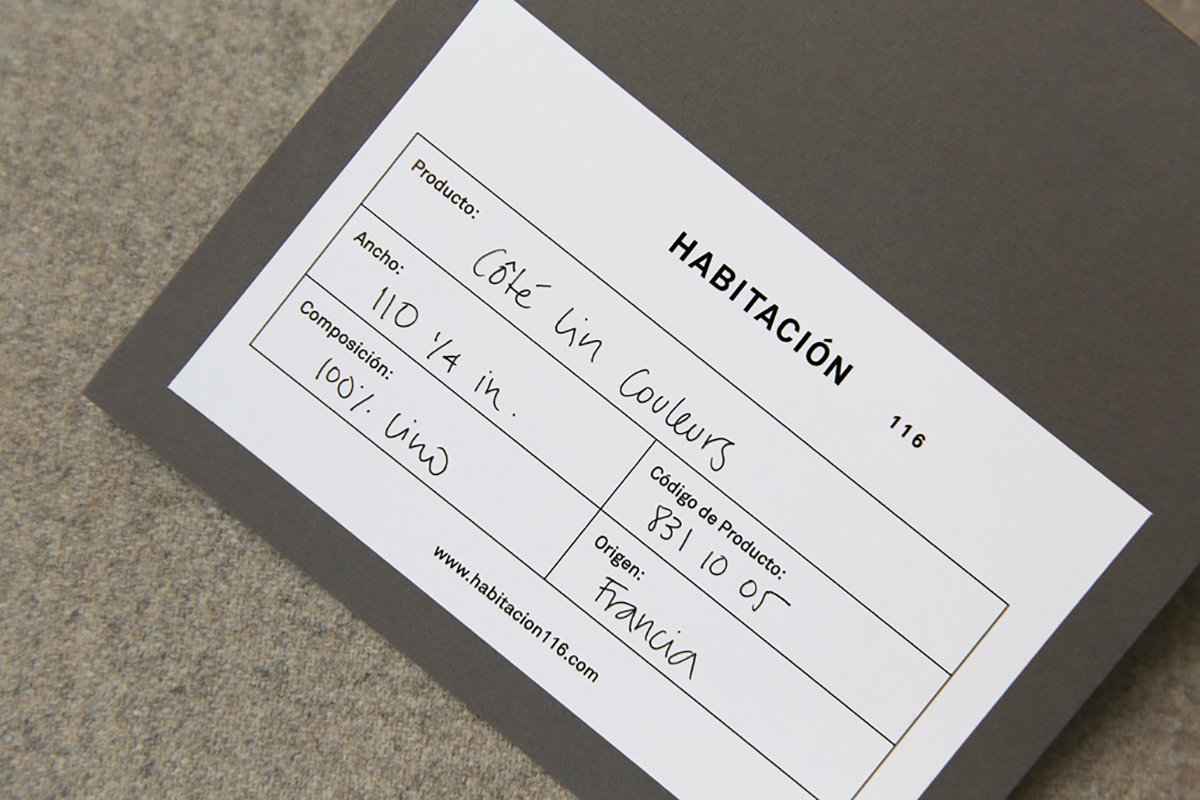 HABITACIÓN
116
Producto:
Côté Lin Couleurs
Ancho:
110 1/4 in.
Código de Producto:
831 10 05
Composición:
100% Lino
Origen:
Francia
www.habitacion116.com